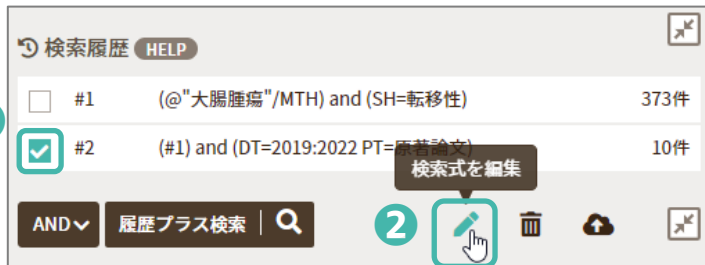 検索履歴 HELP
#1 (@"大腸腫瘍"/MTH) and (SH=転移性) 373件
#2 (#1) and (DT=2019:2022 PT=原著論文) 10件
検索式を編集
AND 履歴プラス検索 2